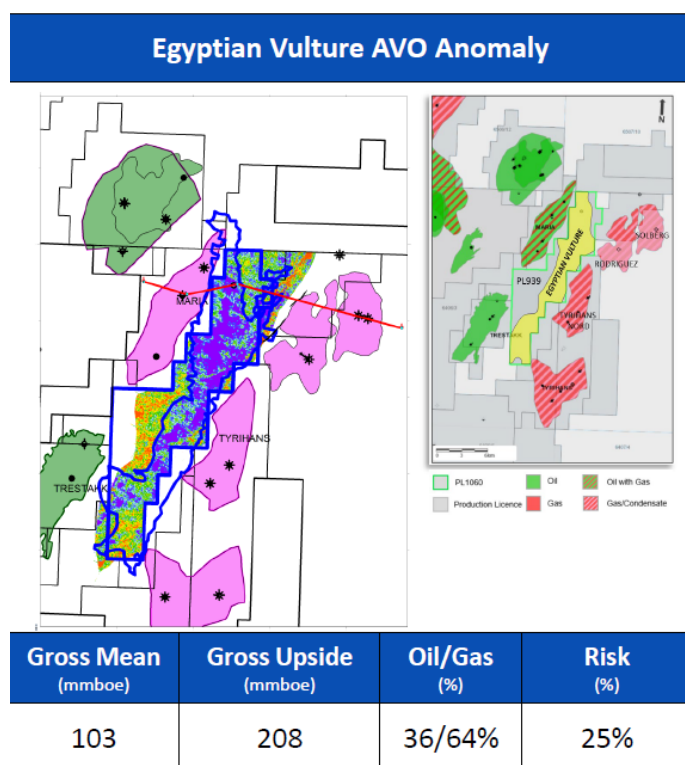 Egyptian Vulture AVO Anomaly
MARIA
TYRIHANS
TRESTAKK
N
MARIA
EGYPTIAN VULTURE
SOLBERG
RODRIGUEZ
PL939
TYRIHANS
NORD
TRESTAKK
TYRIHANS
PL1060
Oil
Oil with Gas
Production Licence
Gas
Gas/Condensate
Gross Mean
(mmboe)
Gross Upside
(mmboe)
Oil/Gas
(%)
Risk
(%)
103
208
36/64%
25%